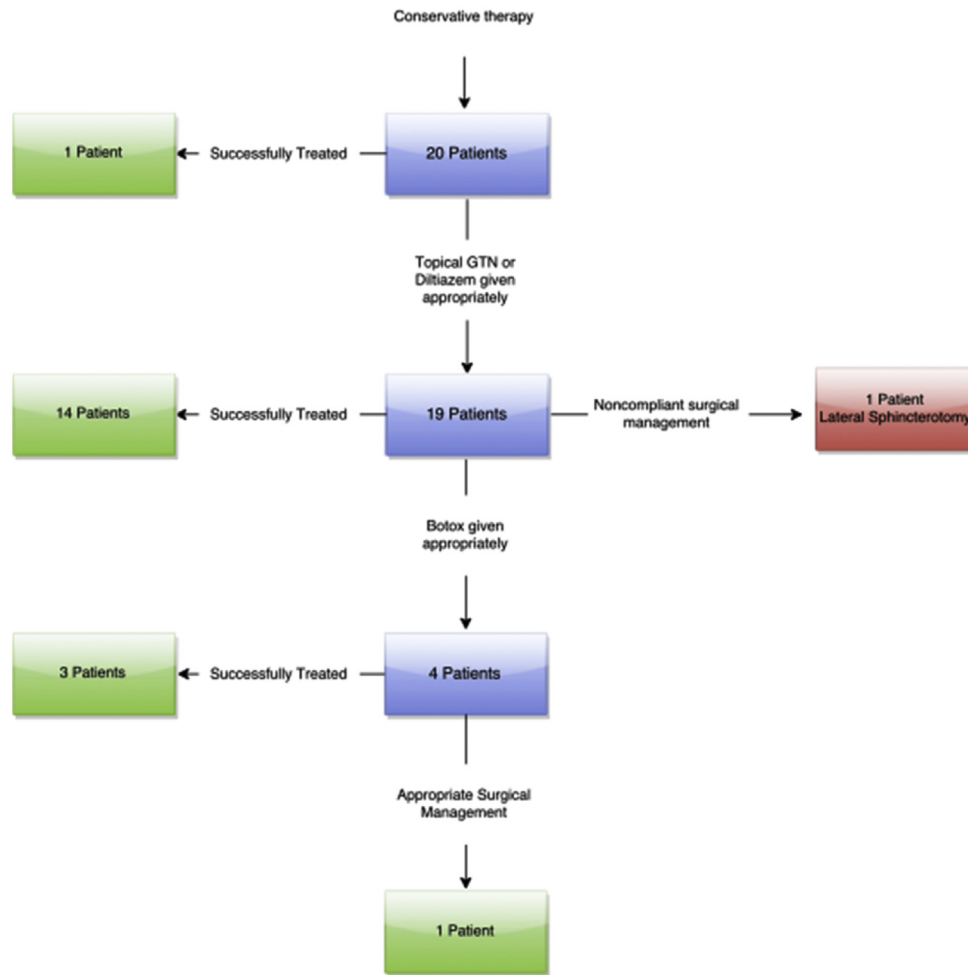 Conservative therapy
1 Patient
Successfully Treated
20 Patients
Topical GTN or
Diltiazem given
appropriately
14 Patients
Successfully Treated
19 Patients
Noncompliant surgical
management
1 Patient
Lateral Sphincterotomy
Botox given
appropriately
3 Patients
Successfully Treated
4 Patients
Appropriate Surgical
Management
1 Patient